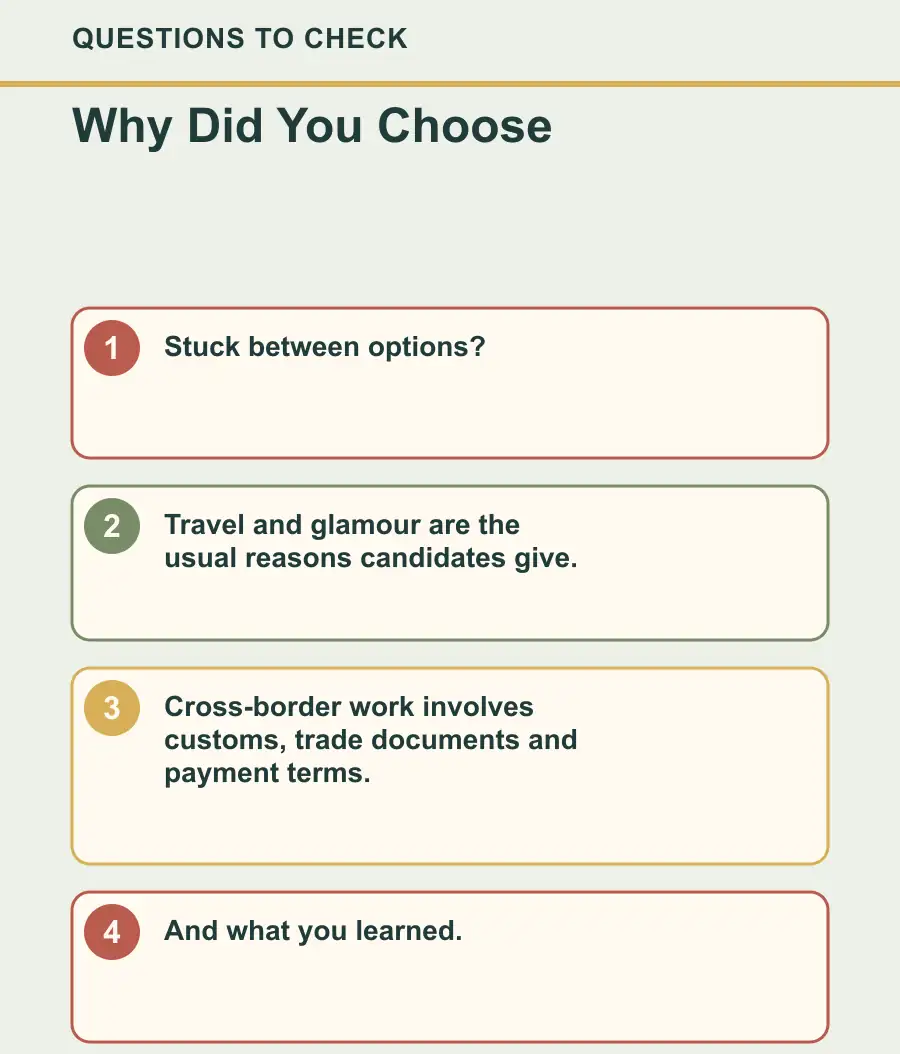 QUESTIONS TO CHECK
Why Did You Choose
1
Stuck between options?
2
Travel and glamour are the
usual reasons candidates give.
3
Cross-border work involves
customs, trade documents and
payment terms.
4
And what you learned.